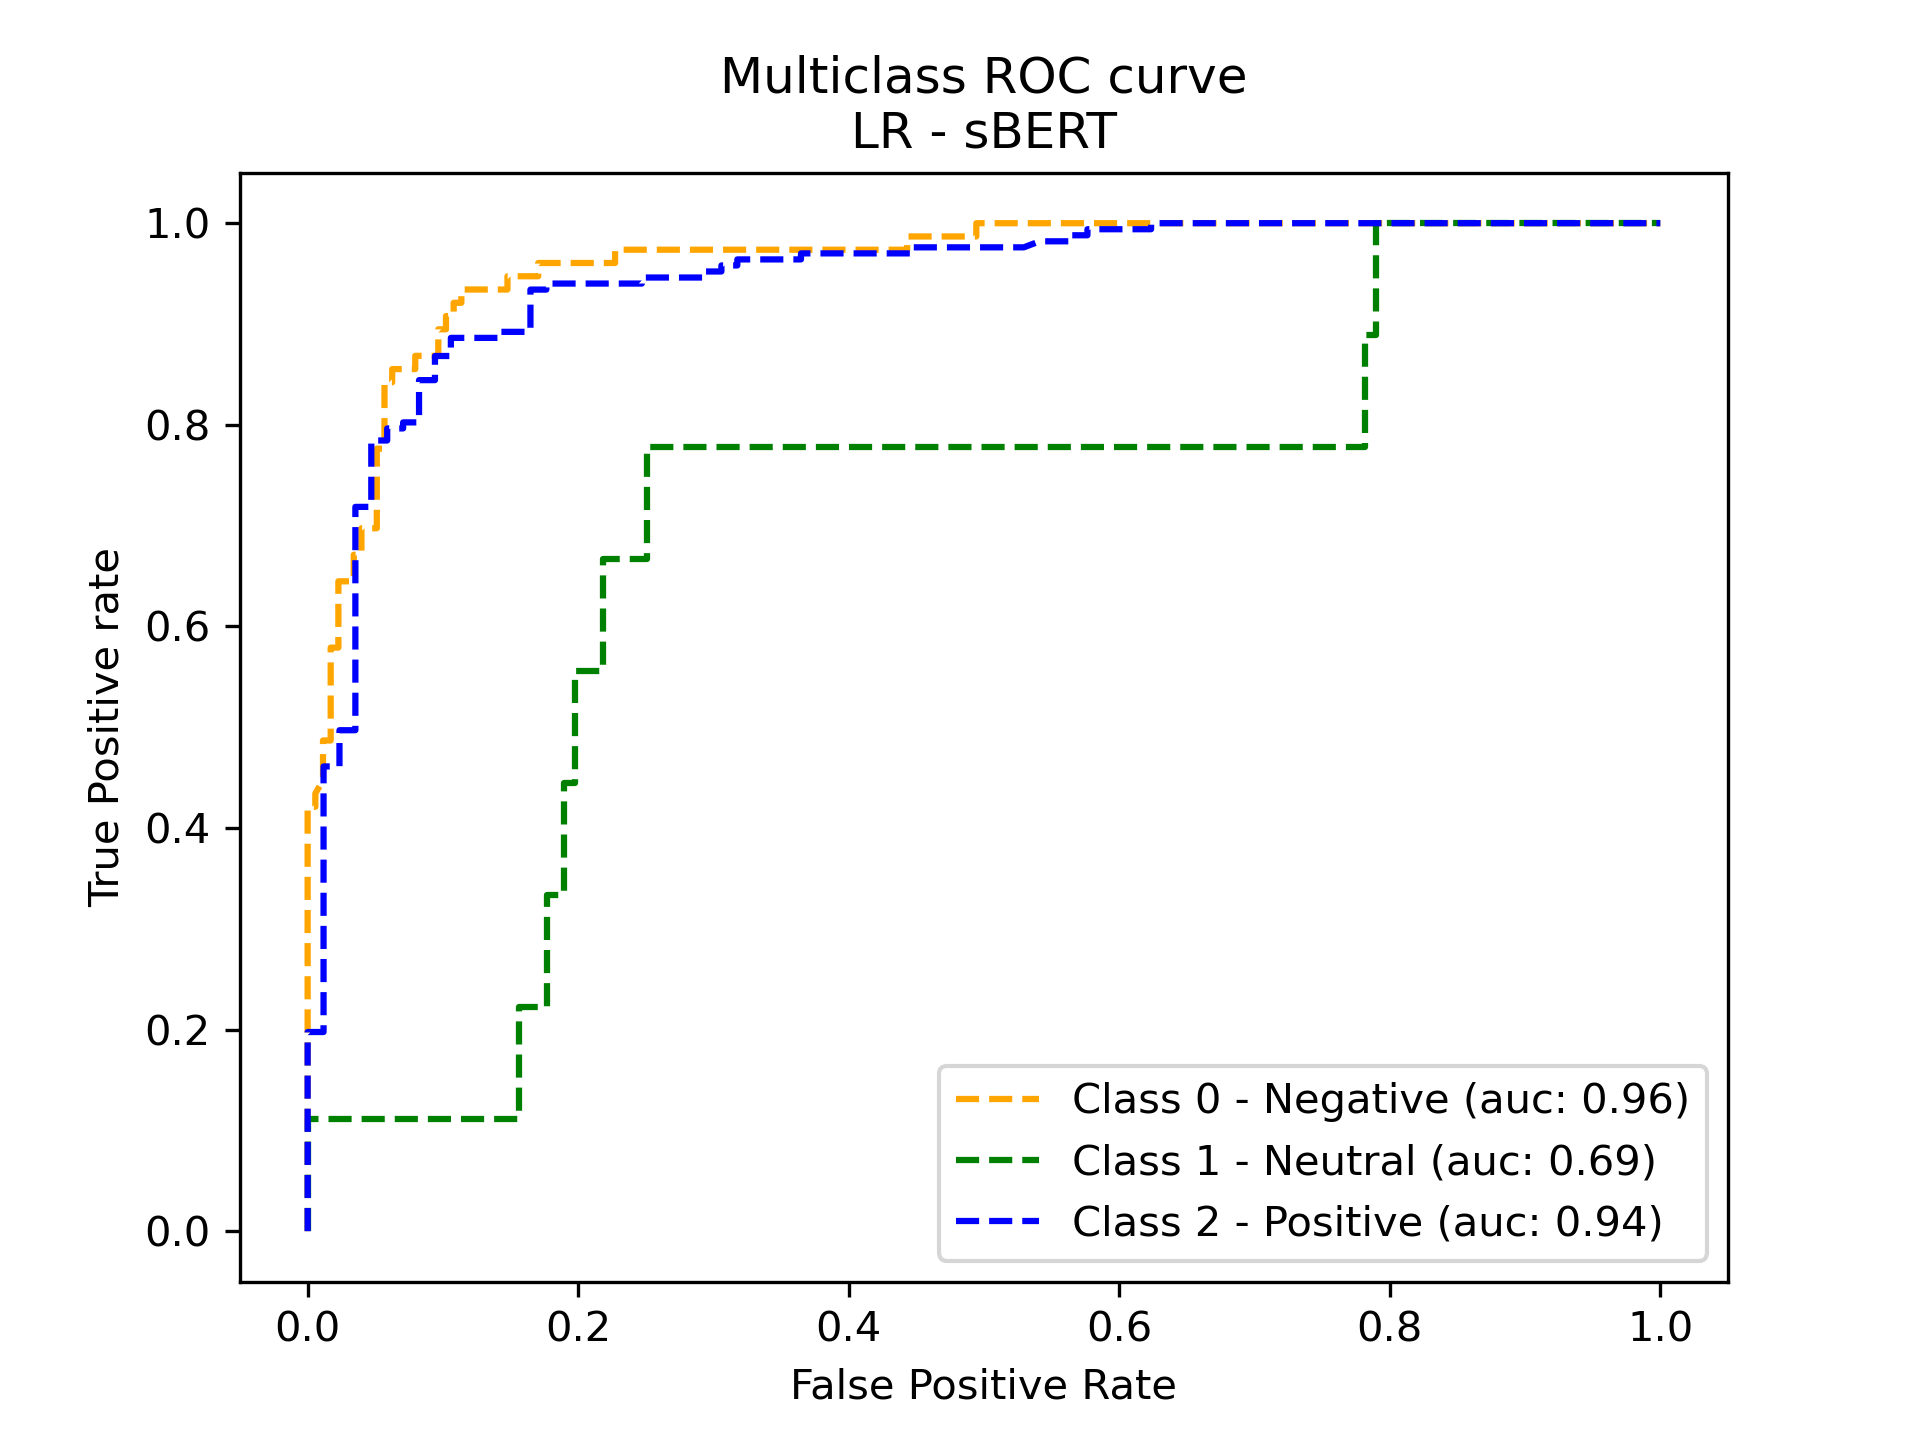 Multiclass ROC curve
LR - sBERT
True Positive rate
1.0
0.8
0.6
0.4
0.2
0.0
Class 0 - Negative (auc: 0.96)
Class 1 - Neutral (auc: 0.69)
Class 2 - Positive (auc: 0.94)
0.0 0.2 0.4 0.6 0.8 1.0
False Positive Rate